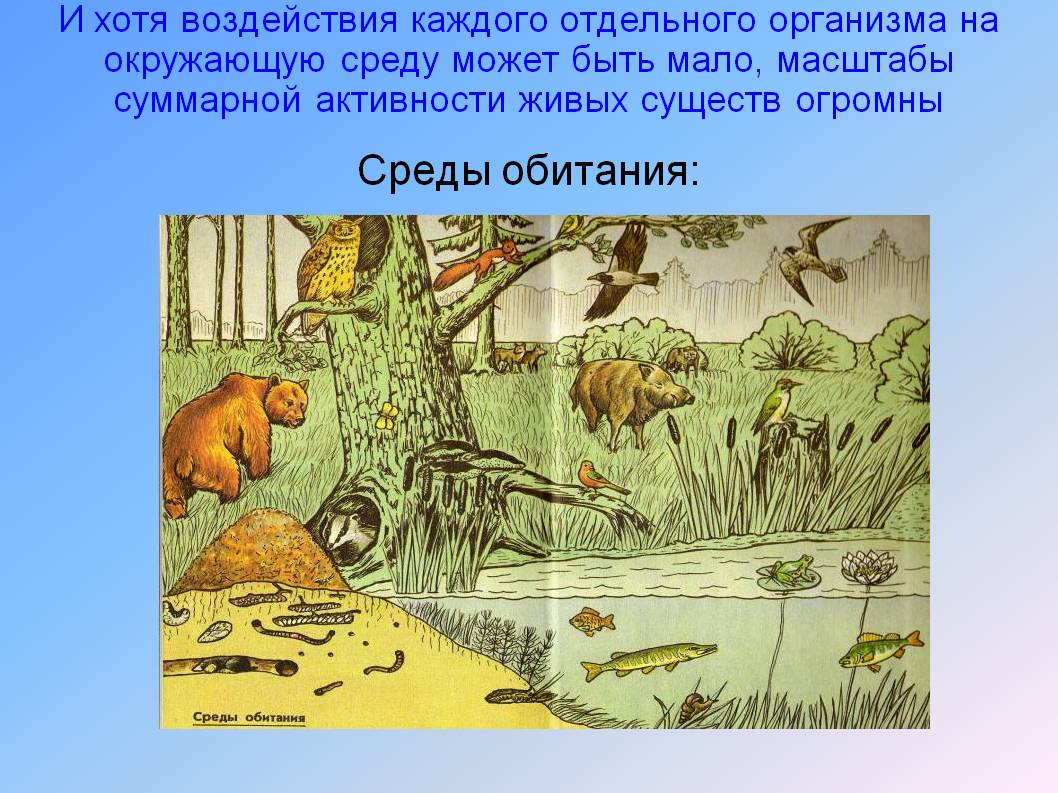 И хотя воздействия каждого отдельного организма на
окружающую среду может быть мало, масштабы
суммарной активности живых существ огромны
Среды обитания:
Среды обитания